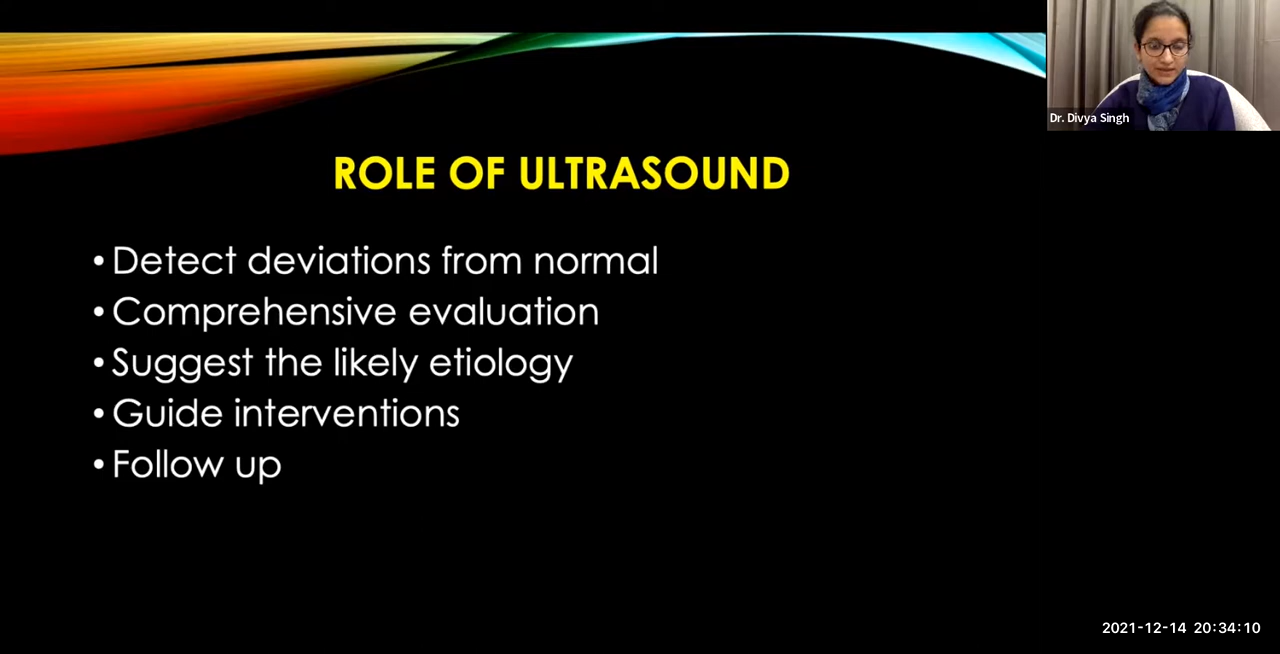 Dr. Divya Singh
ROLE OF ULTRASOUND
• Detect deviations from normal
• Comprehensive evaluation
• Suggest the likely etiology
• Guide interventions
• Follow up
2021-12-14 20:34:10